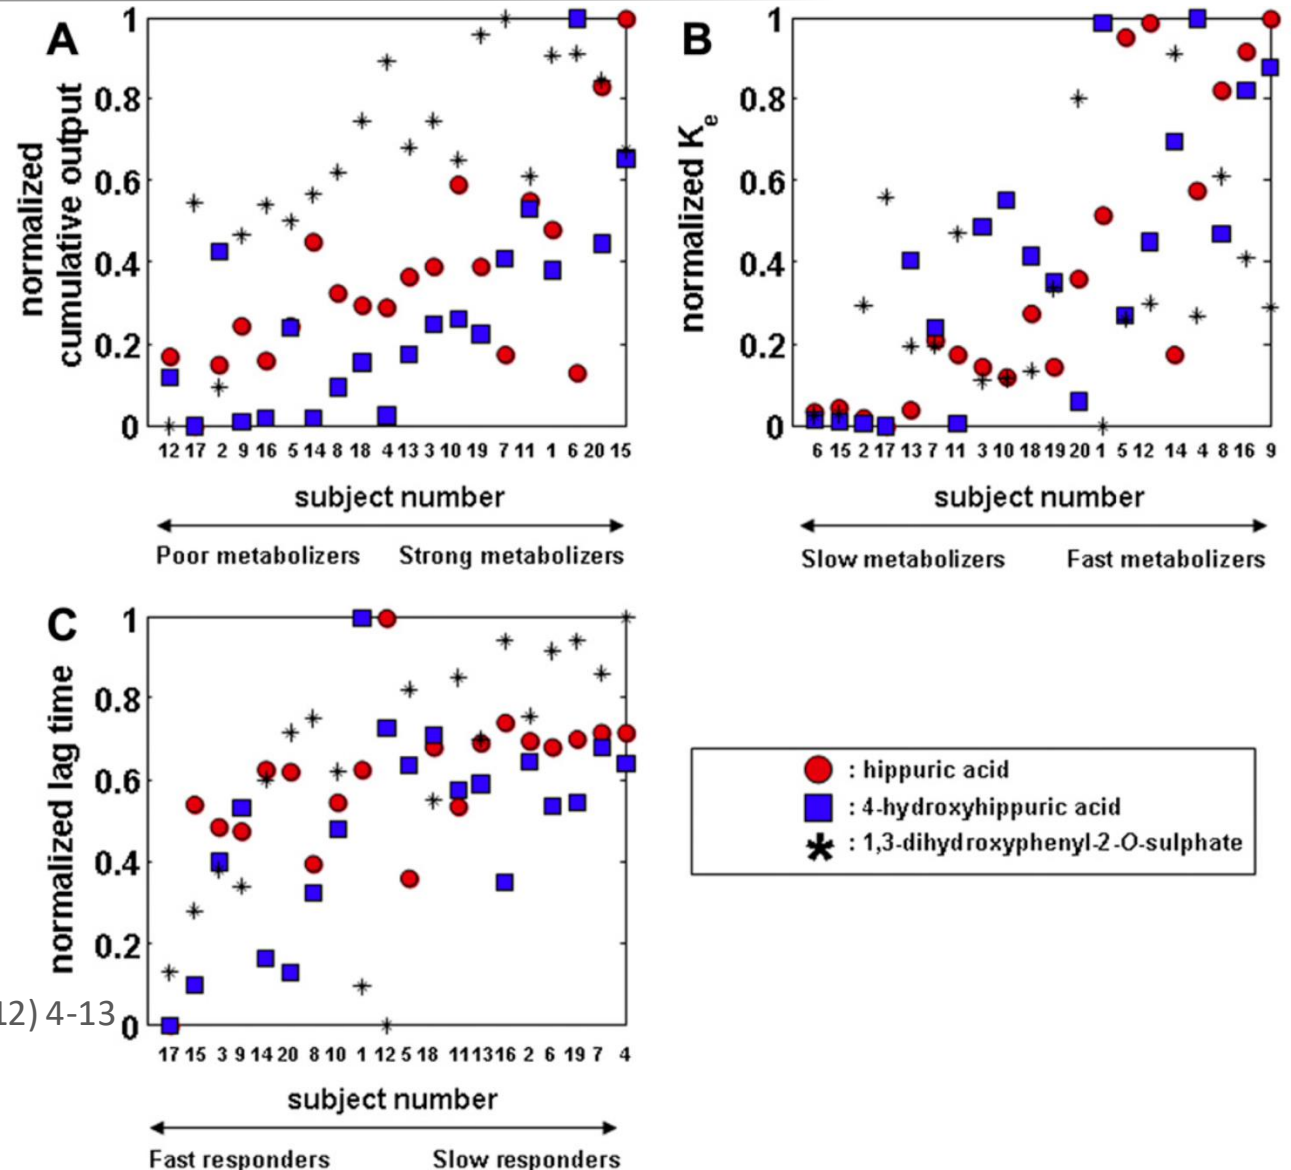 A
normalized
cumulative output
1
0.8
0.6
0.4
0.2
0
12 17 2 9 16 5 14 8 18 4 13 3 10 19 7 11 1 6 20 15
subject number
Poor metabolizers Strong metabolizers
B
normalized Ke
1
0.8
0.6
0.4
0.2
0
6 15 2 17 13 7 11 3 10 18 19 20 1 5 12 14 4 8 16 9
subject number
Slow metabolizers Fast metabolizers
C
normalized lag time
1
0.8
0.6
0.4
0.2
0
17 15 3 9 14 20 8 10 1 12 5 18 11 13 16 2 6 19 7 4
subject number
Fast responders Slow responders
: hippuric acid
: 4-hydroxyhippuric acid
: 1,3-dihydroxyphenyl-2-O-sulphate
12) 4-13